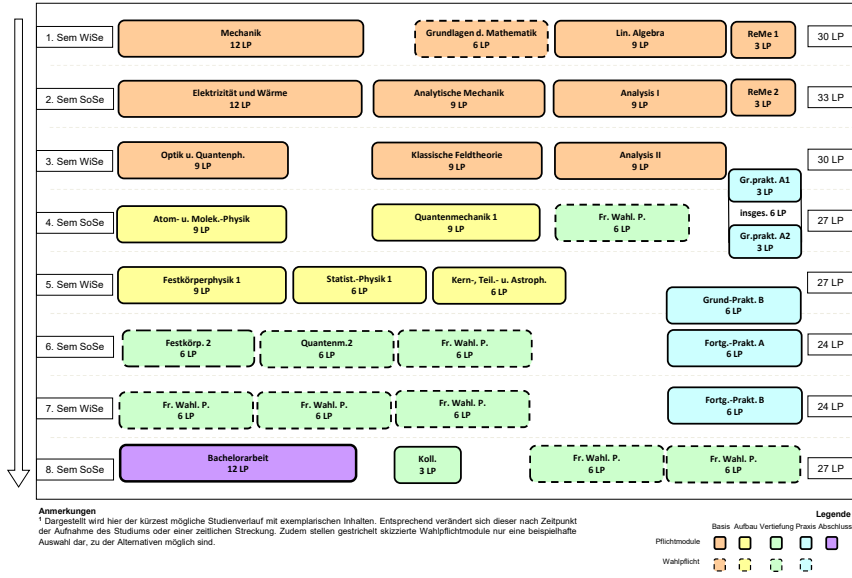 1. Sem WiSe
Mechanik
12 LP
Grundlagen d. Mathematik
6 LP
Lin. Algebra
9 LP
ReMe 1
3 LP
30 LP
2. Sem SoSe
Elektrizität und Wärme
12 LP
Analytische Mechanik
9 LP
Analysis I
9 LP
ReMe 2
3 LP
33 LP
3. Sem WiSe
Optik u. Quantenph.
9 LP
Klassische Feldtheorie
9 LP
Analysis II
9 LP
30 LP
Gr.prakt. A1
3 LP
insges. 6 LP
4. Sem SoSe
Atom- u. Molek.-Physik
9 LP
Quantenmechanik 1
9 LP
Fr. Wahl. P.
6 LP
Gr.prakt. A2
3 LP
27 LP
5. Sem WiSe
Festkörperphysik 1
9 LP
Statist.-Physik 1
6 LP
Kern-, Teil.- u. Astroph.
6 LP
Grund-Prakt. B
6 LP
27 LP
6. Sem SoSe
Festkörp. 2
6 LP
Quantenm.2
6 LP
Fr. Wahl. P.
6 LP
Fortg.-Prakt. A
6 LP
24 LP
7. Sem WiSe
Fr. Wahl. P.
6 LP
Fr. Wahl. P.
6 LP
Fr. Wahl. P.
6 LP
Fortg.-Prakt. B
6 LP
24 LP
8. Sem SoSe
Bachelorarbeit
12 LP
Koll.
3 LP
Fr. Wahl. P.
6 LP
Fr. Wahl. P.
6 LP
27 LP
Anmerkungen
¹ Dargestellt wird hier der kürzest mögliche Studienverlauf mit exemplarischen Inhalten. Entsprechend verändert sich dieser nach Zeitpunkt
der Aufnahme des Studiums oder einer zeitlichen Streckung. Zudem stellen gestrichelt skizzierte Wahlpflichtmodule nur eine beispielhafte
Auswahl dar, zu der Alternativen möglich sind.
Legende
Basis Aufbau Vertiefung Praxis Abschluss
Pflichtmodule
Wahlpflicht